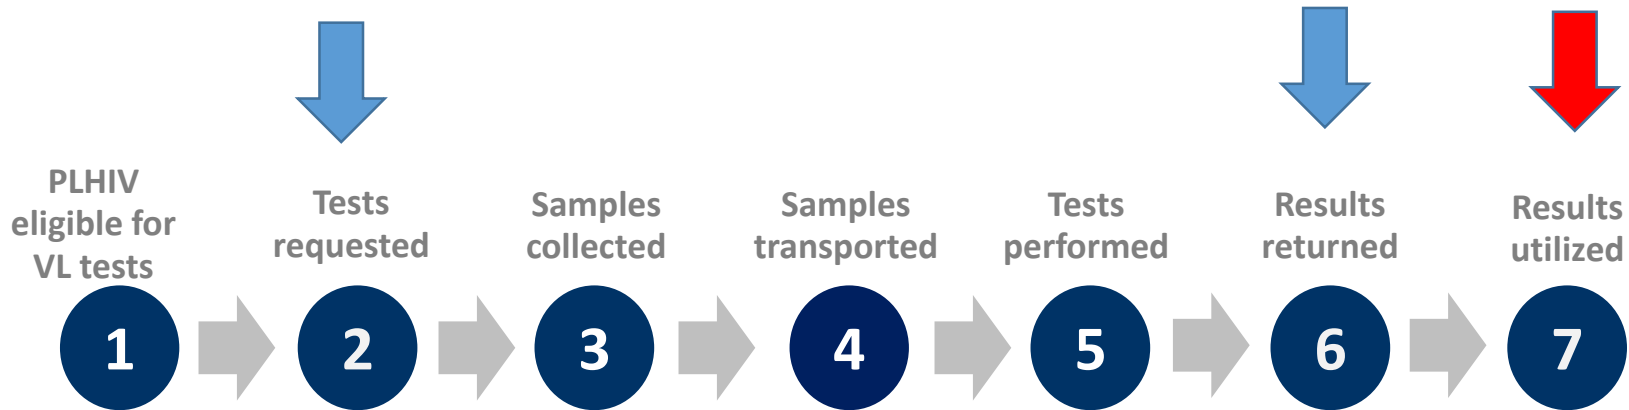 PLHIV
eligible for
VL tests
Tests
requested
Samples
collected
Samples
transported
Tests
performed
Results
returned
Results
utilized
1
2
3
4
5
6
7